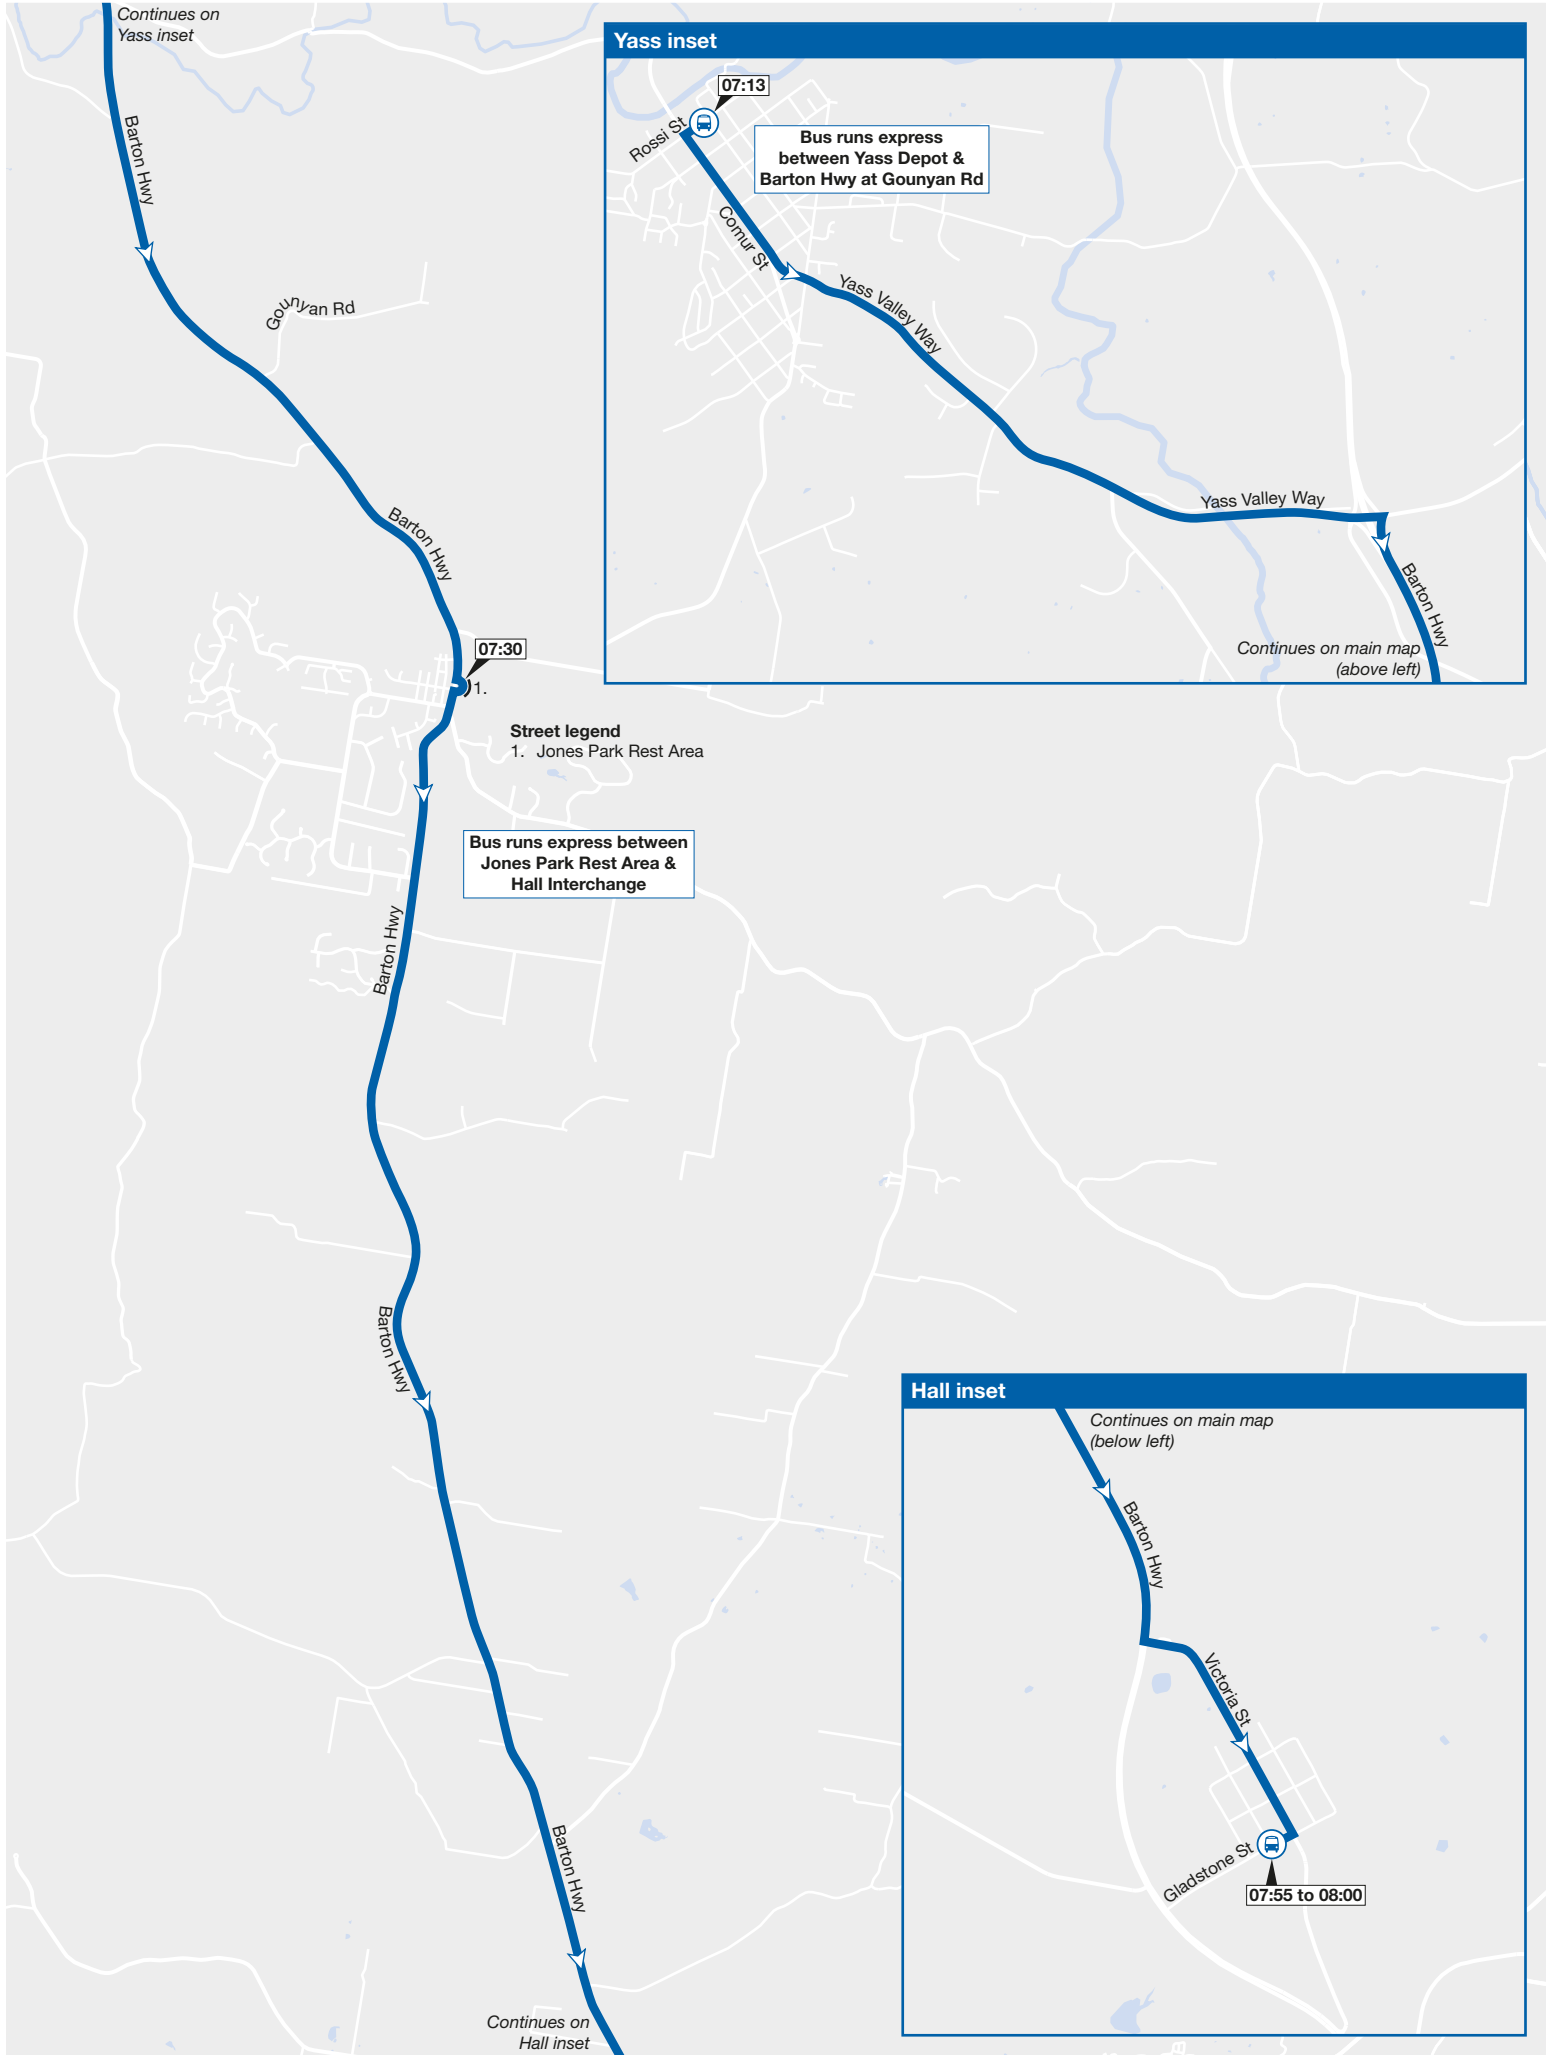 Continues on
Yass inset
Barton Hwy
Gounyan Rd
Barton Hwy
07:30
1.
Street legend
1. Jones Park Rest Area
Bus runs express between
Jones Park Rest Area &
Hall Interchange
Barton Hwy
Barton Hwy
Barton Hwy
Continues on
Hall inset
Yass inset
07:13
Rossi St
Bus runs express
between Yass Depot &
Barton Hwy at Gounyan Rd
Comur St
Yass Valley Way
Yass Valley Way
Barton Hwy
Continues on main map
(above left)
Hall inset
Continues on main map
(below left)
Barton Hwy
Victoria St
Gladstone St
07:55 to 08:00